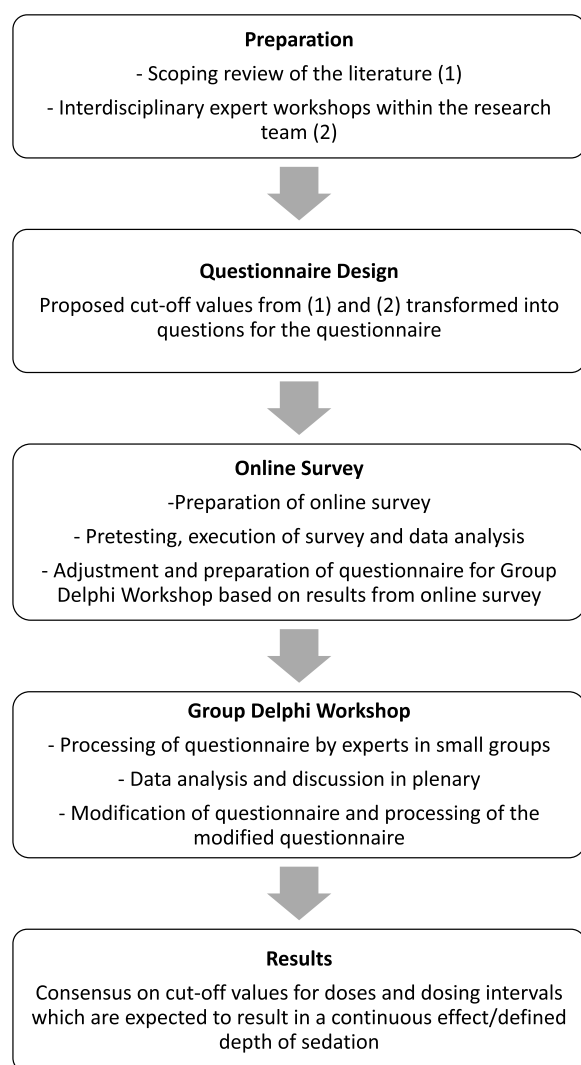 Preparation
- Scoping review of the literature (1)
- Interdisciplinary expert workshops within the research
team (2)
Questionnaire Design
Proposed cut-off values from (1) and (2) transformed into
questions for the questionnaire
Online Survey
-Preparation of online survey
- Pretesting, execution of survey and data analysis
- Adjustment and preparation of questionnaire for Group
Delphi Workshop based on results from online survey
Group Delphi Workshop
- Processing of questionnaire by experts in small groups
- Data analysis and discussion in plenary
- Modification of questionnaire and processing of the
modified questionnaire
Results
Consensus on cut-off values for doses and dosing intervals
which are expected to result in a continuous effect/defined
depth of sedation